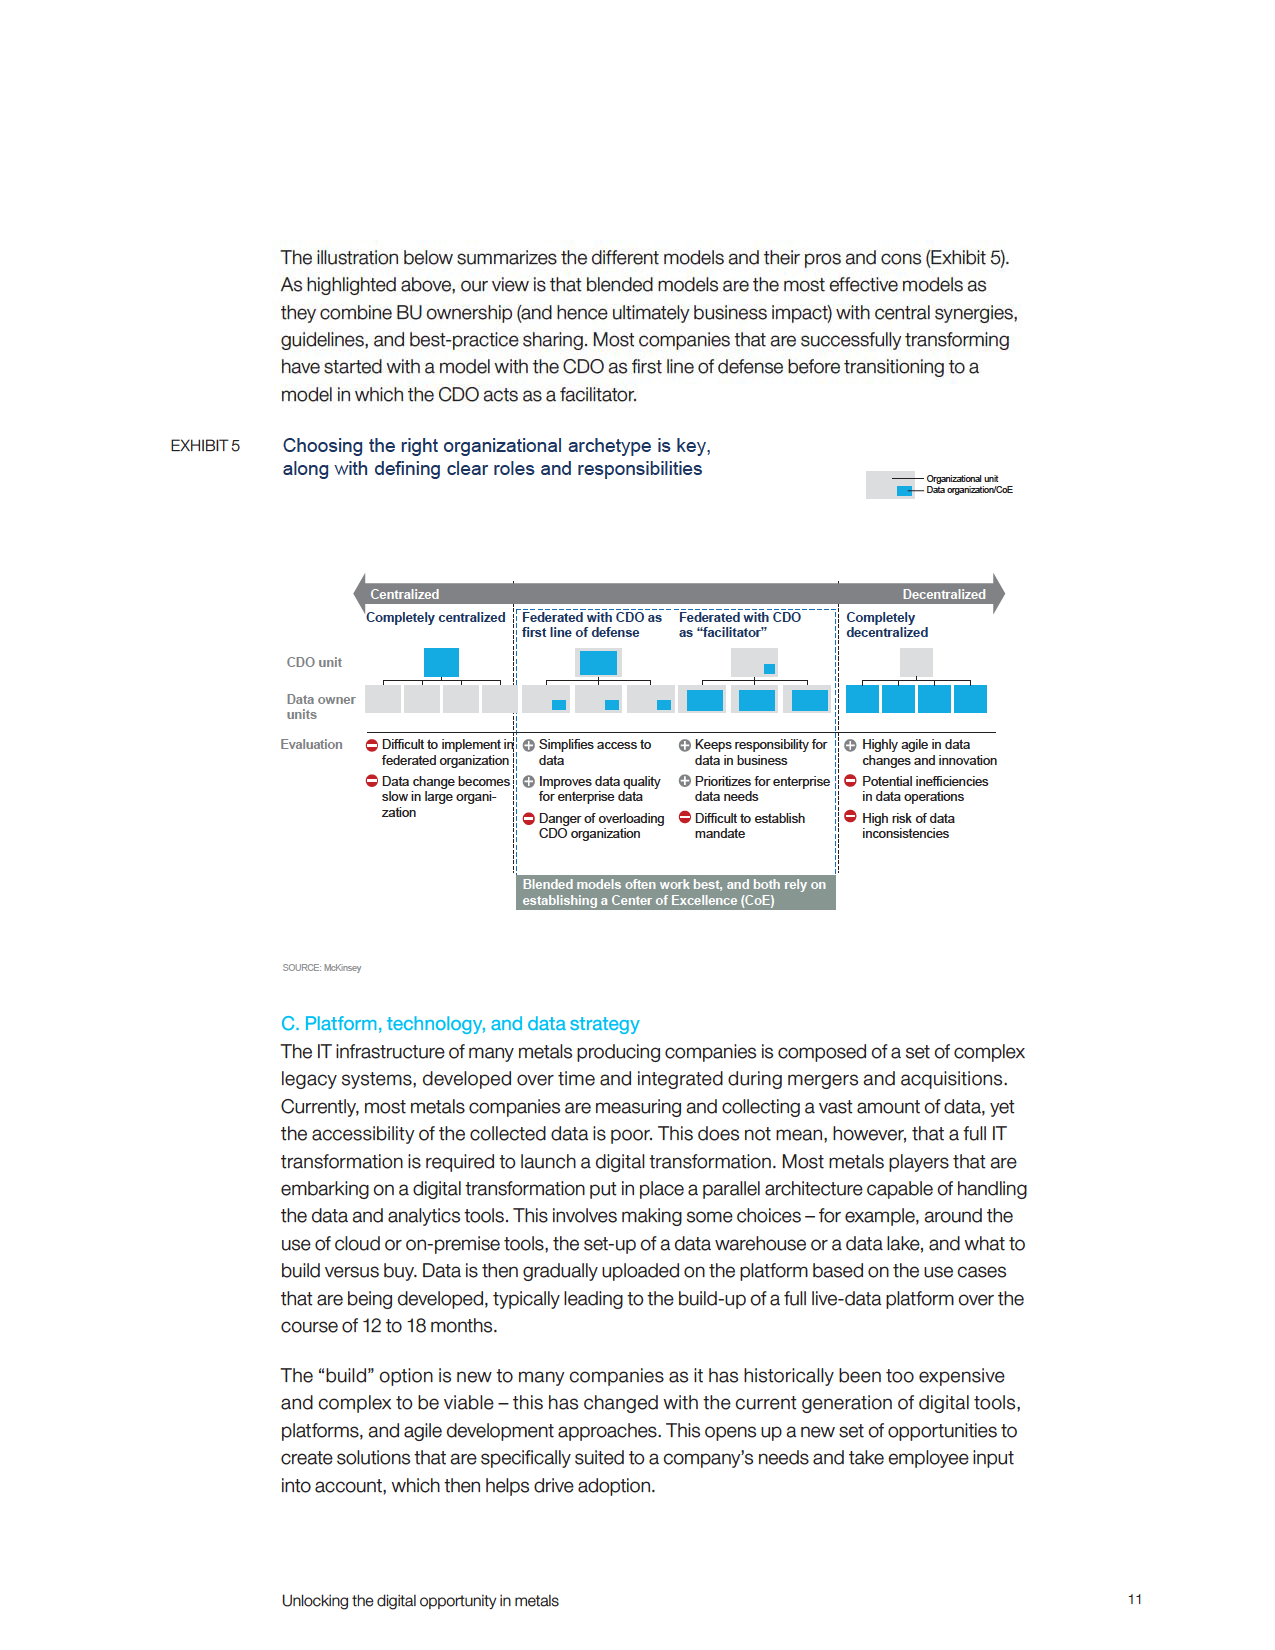 The illustration below summarizes the different models and their pros and cons (Exhibit 5).
As highlighted above, our view is that blended models are the most effective models as
they combine BU ownership (and hence ultimately business impact) with central synergies,
guidelines, and best-practice sharing. Most companies that are successfully transforming
have started with a model with the CDO as first line of defense before transitioning to a
model in which the CDO acts as a facilitator.
EXHIBIT 5
Choosing the right organizational archetype is key,
along with defining clear roles and responsibilities
Organizational unit
Data organization/CoE
Centralized
Decentralized
Completely centralized
Federated with CDO as
first line of defense
Federated with CDO
as “facilitator”
Completely
decentralized
CDO unit
Data owner
units
Evaluation
Difficult to implement in
federated organization
Data change becomes
slow in large organi-
zation
Simplifies access to
data
Improves data quality
for enterprise data
Danger of overloading
CDO organization
Keeps responsibility for
data in business
Prioritizes for enterprise
data needs
Difficult to establish
mandate
Highly agile in data
changes and innovation
Potential inefficiencies
in data operations
High risk of data
inconsistencies
Blended models often work best, and both rely on
establishing a Center of Excellence (CoE)
SOURCE: McKinsey
C. Platform, technology, and data strategy
The IT infrastructure of many metals producing companies is composed of a set of complex
legacy systems, developed over time and integrated during mergers and acquisitions.
Currently, most metals companies are measuring and collecting a vast amount of data, yet
the accessibility of the collected data is poor. This does not mean, however, that a full IT
transformation is required to launch a digital transformation. Most metals players that are
embarking on a digital transformation put in place a parallel architecture capable of handling
the data and analytics tools. This involves making some choices – for example, around the
use of cloud or on-premise tools, the set-up of a data warehouse or a data lake, and what to
build versus buy. Data is then gradually uploaded on the platform based on the use cases
that are being developed, typically leading to the build-up of a full live-data platform over the
course of 12 to 18 months.
The “build” option is new to many companies as it has historically been too expensive
and complex to be viable – this has changed with the current generation of digital tools,
platforms, and agile development approaches. This opens up a new set of opportunities to
create solutions that are specifically suited to a company’s needs and take employee input
into account, which then helps drive adoption.
Unlocking the digital opportunity in metals
11